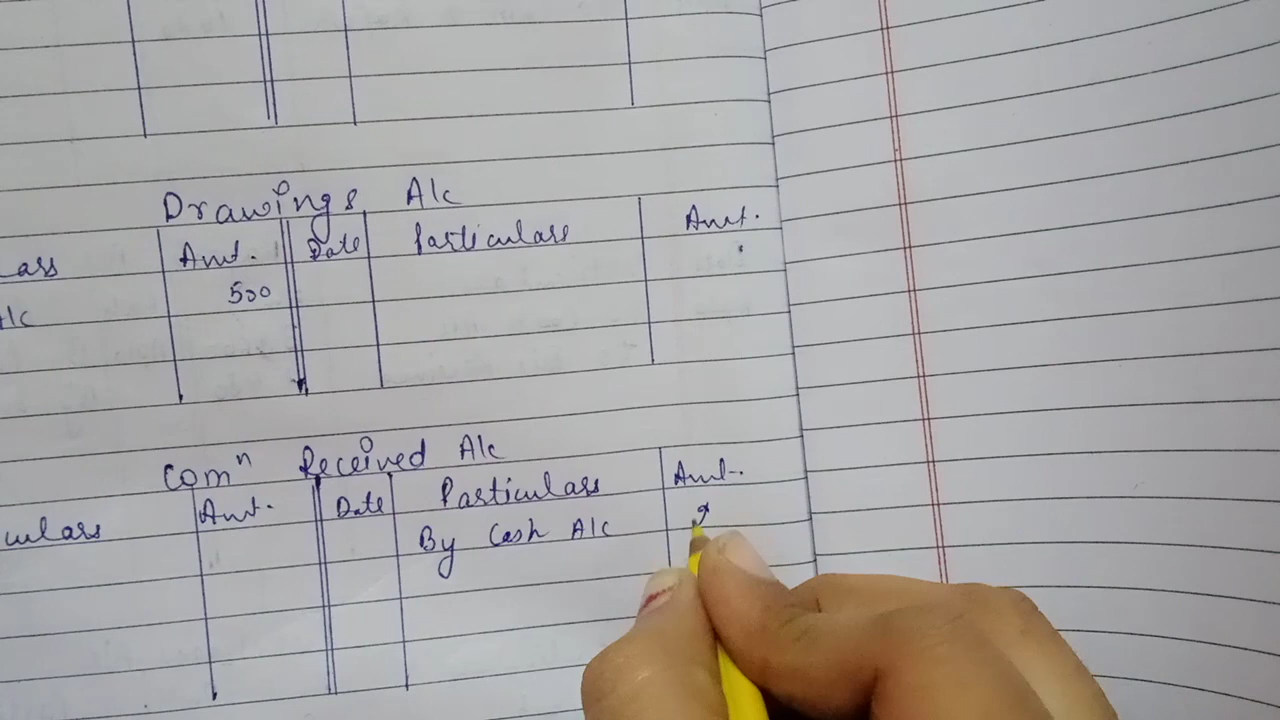 Drawings A/c
Amt. Date Particulars Amt.
500
A/c
Comn Received A/c
Amt. Date Particulars Amt.
By Cash A/c